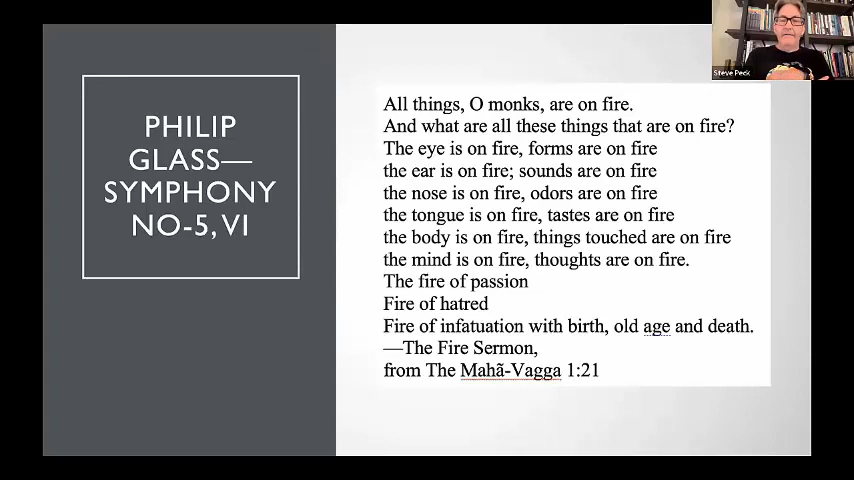 PHILIP
GLASS—
SYMPHONY
NO-5, VI
All things, O monks, are on fire.
And what are all these things that are on fire?
The eye is on fire, forms are on fire
the ear is on fire; sounds are on fire
the nose is on fire, odors are on fire
the tongue is on fire, tastes are on fire
the body is on fire, things touched are on fire
the mind is on fire, thoughts are on fire.
The fire of passion
Fire of hatred
Fire of infatuation with birth, old age and death.
—The Fire Sermon,
from The Mahã-Vagga 1:21
Steve Peck